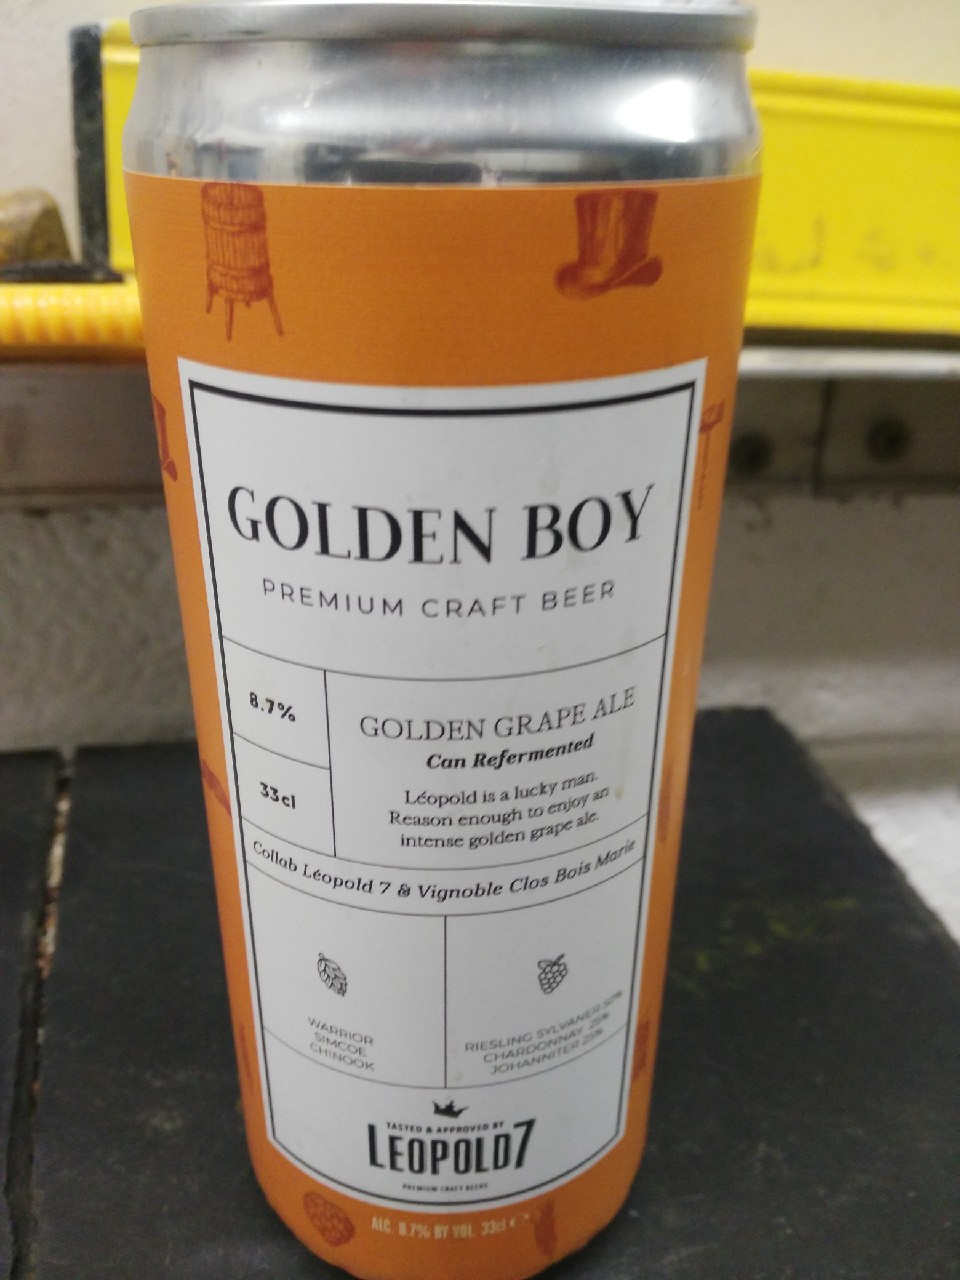 GOLDEN BOY
PREMIUM CRAFT BEER
8.7%
33cl
GOLDEN GRAPE ALE
Can Refermented
Léopold is a lucky man.
Reason enough to enjoy an
intense golden grape ale.
Collab Léopold 7 & Vignoble Clos Bois Marie
WARRIOR
SIMCOE
CHINOOK
RIESLING SYLVANER 50%
CHARDONNAY 25%
JOHANNITER 25%
TASTED & APPROVED BY
LEOPOLD7
PREMIUM CRAFT BEERS
ALC. 8.7% BY VOL. 33cl e